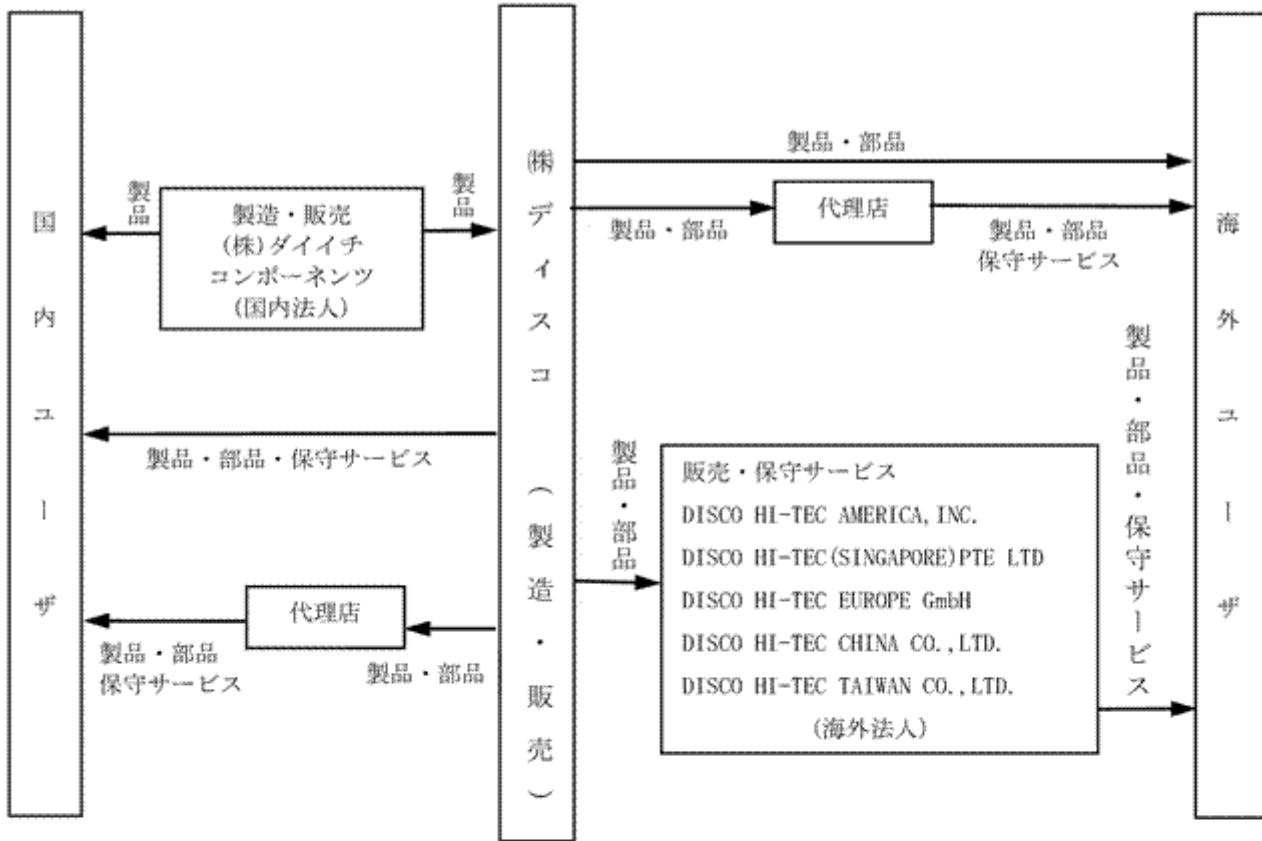 国内ユーザ
製品
製造・販売
(株)ダイイチ
コンポーネンツ
(国内法人)
製品
製品・部品・保守サービス
代理店
製品・部品
保守サービス
製品・部品
㈱ディスコ（製造・販売）
製品・部品
製品・部品
代理店
製品・部品
保守サービス
製品・部品
販売・保守サービス
DISCO HI-TEC AMERICA,INC.
DISCO HI-TEC(SINGAPORE)PTE LTD
DISCO HI-TEC EUROPE GmbH
DISCO HI-TEC CHINA CO.,LTD.
DISCO HI-TEC TAIWAN CO.,LTD.
(海外法人)
製品・部品・保守サービス
海外ユーザ